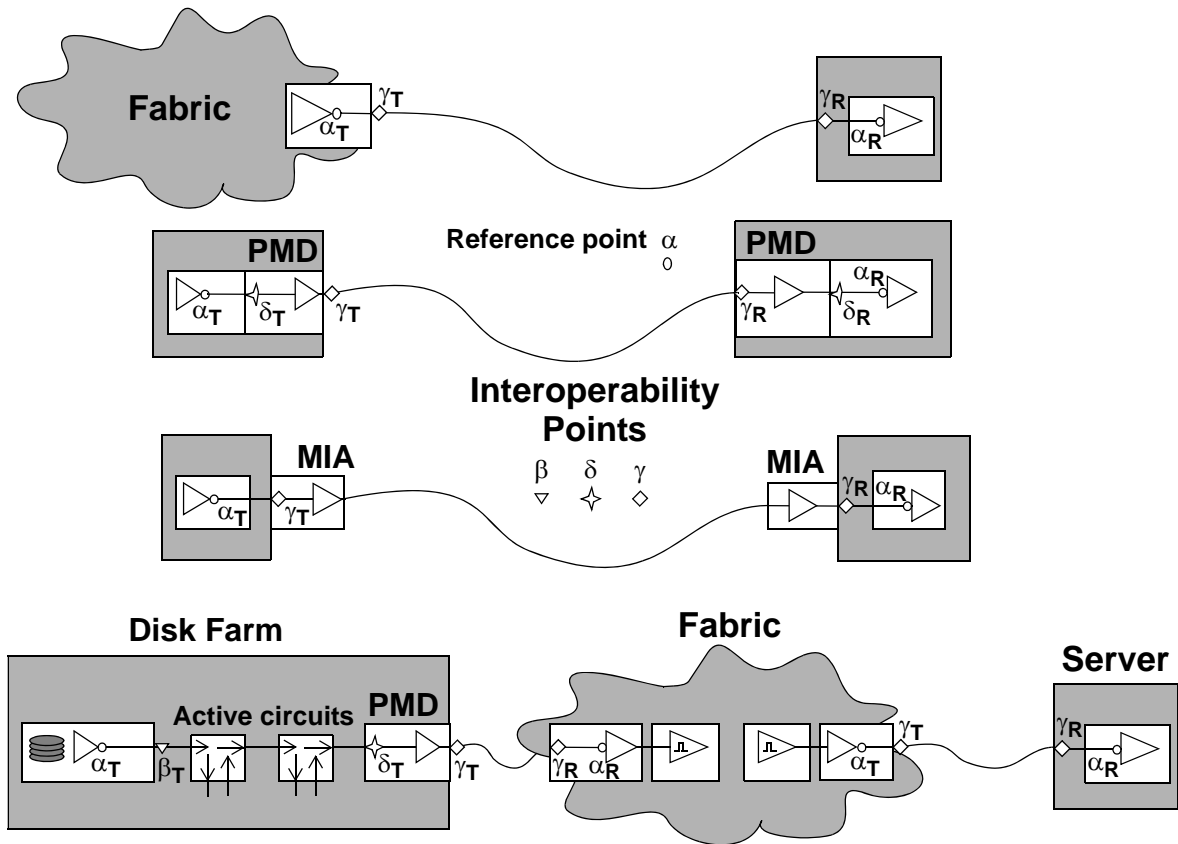 Fabric
αT
γT
γR
αR
PMD
αT
δT
γT
Reference point α
PMD
γR
αR
δR
Interoperability
Points
β δ γ
MIA
αT
γT
MIA
γR
αR
Disk Farm
Active circuits
PMD
αT
βT
δT
γT
Fabric
γR
αR
αT
γT
Server
γR
αR